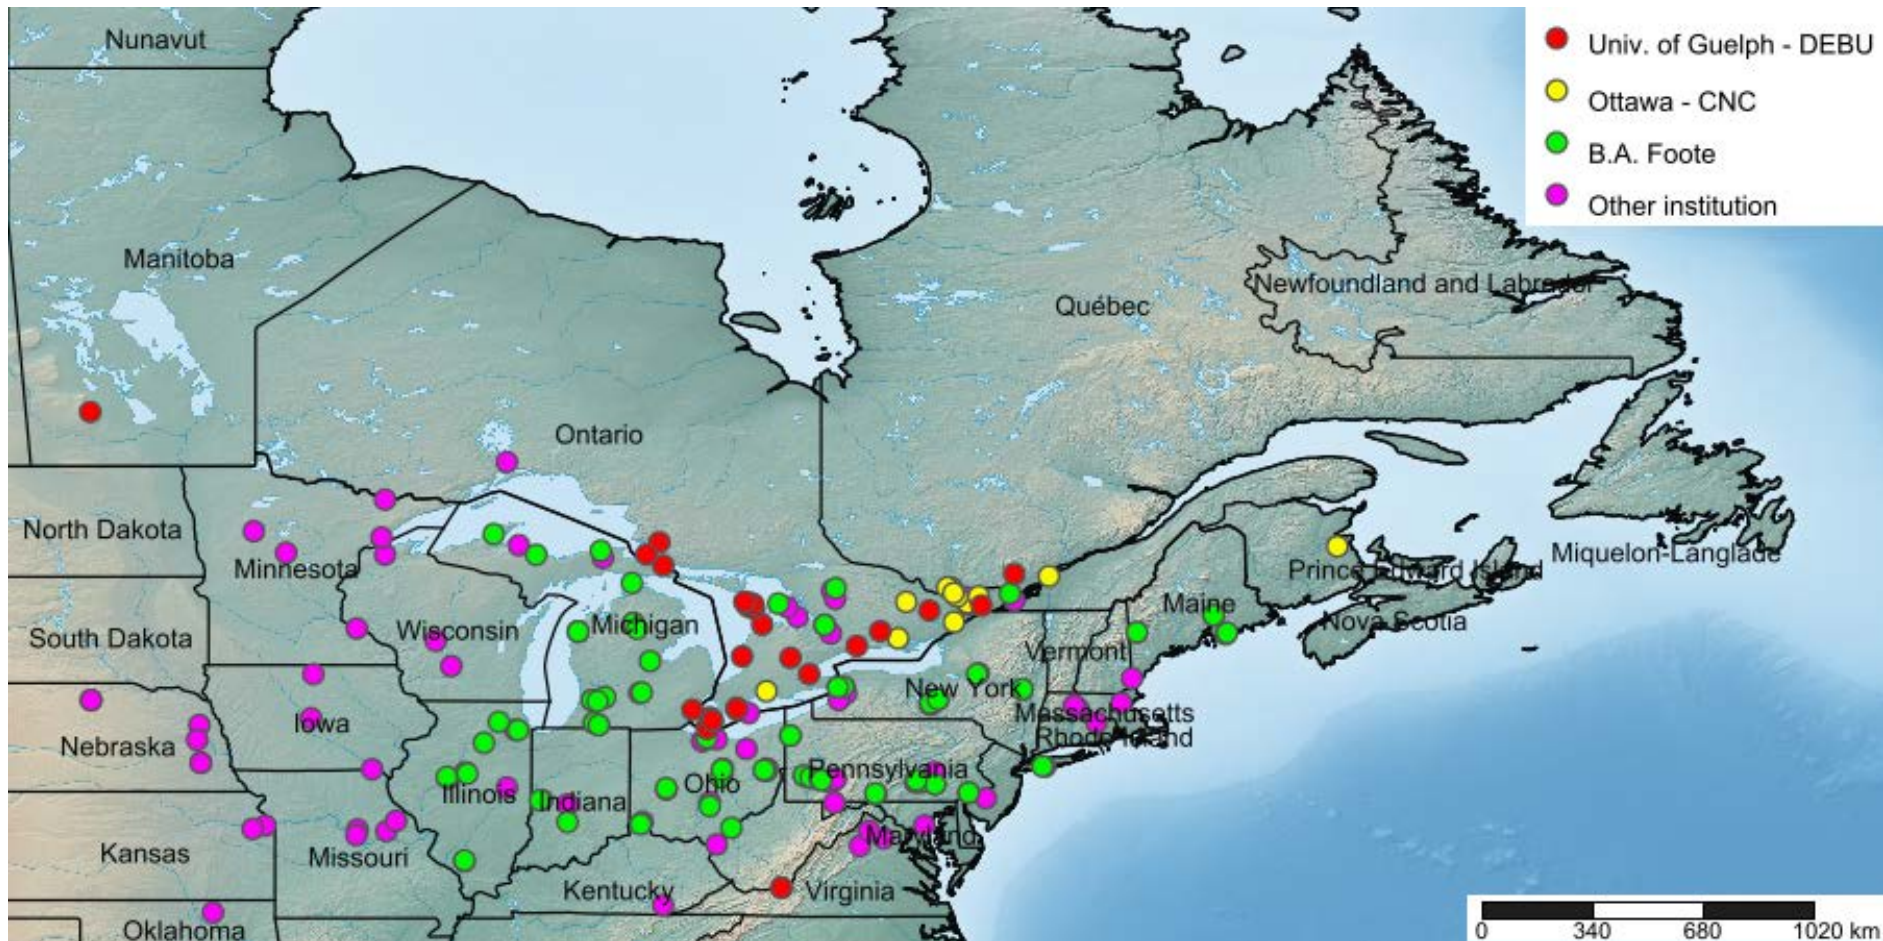 Nunavut
Univ. of Guelph - DEBU
Ottawa - CNC
B.A. Foote
Other institution
Manitoba
Newfoundland and Labrador
Québec
Ontario
North Dakota
Minnesota
Miquelon-Langlade
Prince Edward Island
Maine
Nova Scotia
South Dakota
Wisconsin
Michigan
Vermont
New York
Massachusetts
Rhode Island
Iowa
Nebraska
Pennsylvania
Illinois
Indiana
Ohio
Maryland
Kansas
Missouri
Kentucky
Virginia
Oklahoma
0 340 680 1020 km